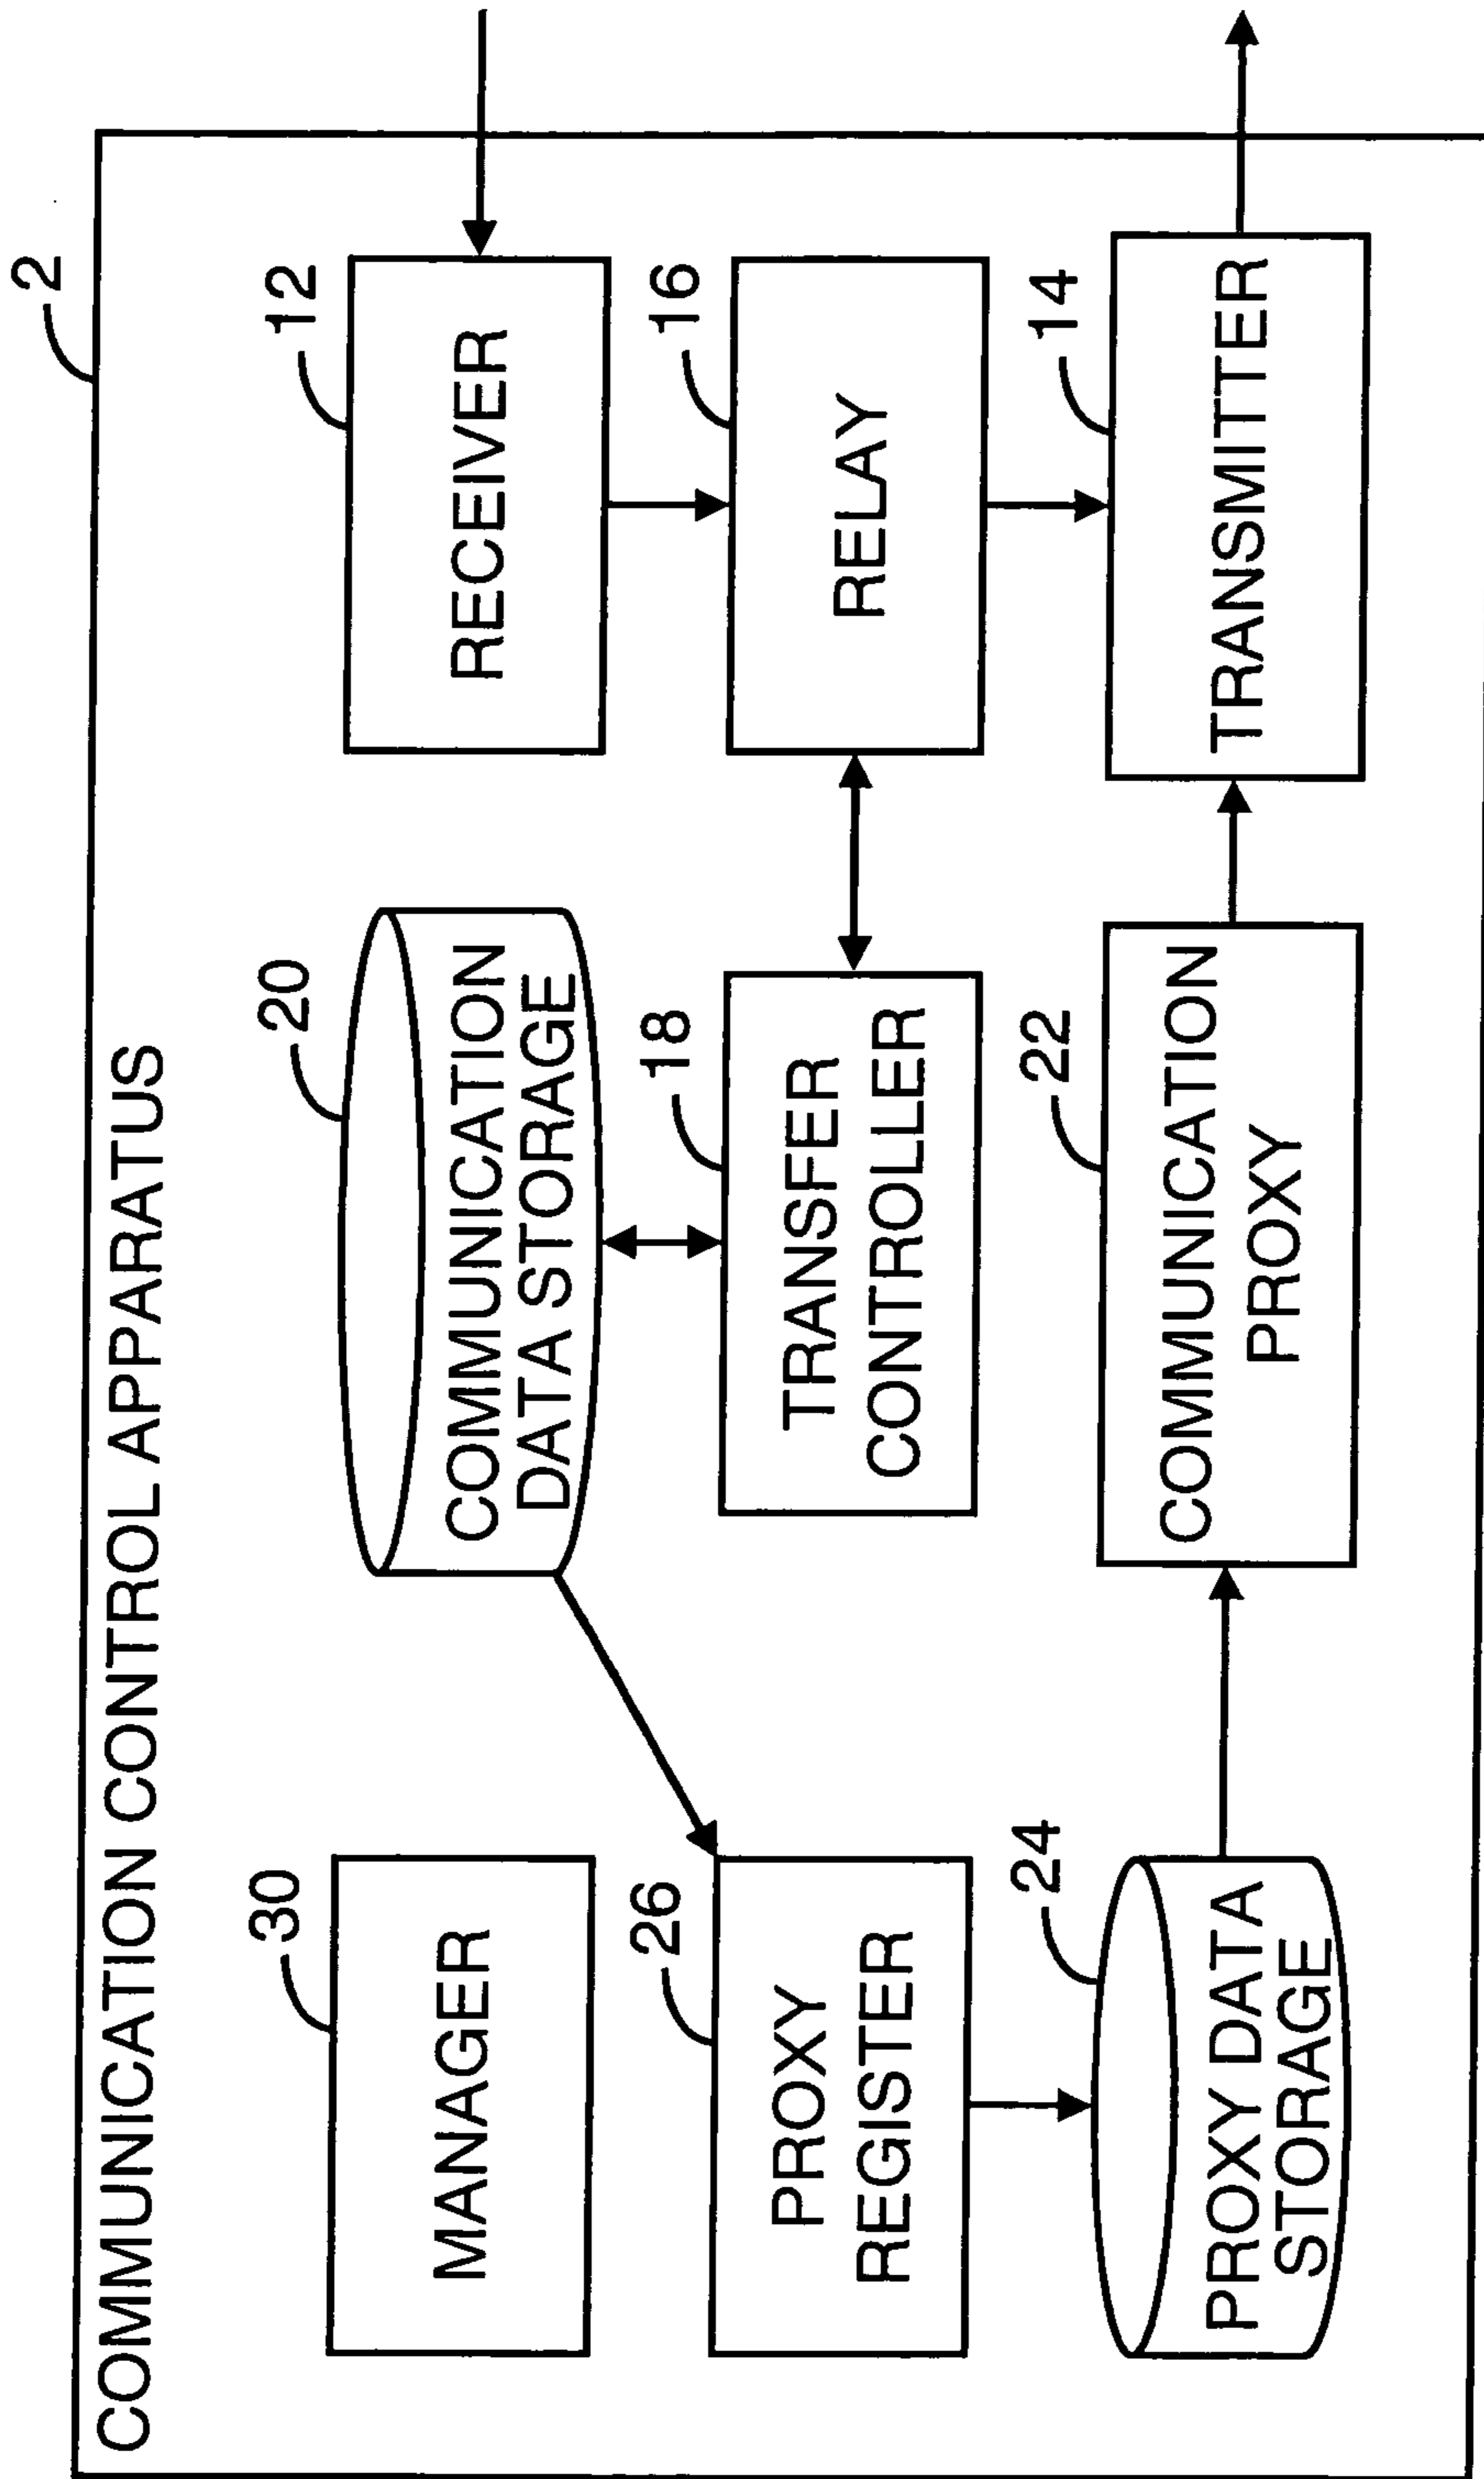 2
COMMUNICATION CONTROL APPARATUS
30
MANAGER
20
COMMUNICATION
DATA STORAGE
12
RECEIVER
26
PROXY
REGISTER
18
TRANSFER
CONTROLLER
16
RELAY
24
PROXY DATA
STORAGE
22
COMMUNICATION
PROXY
14
TRANSMITTER